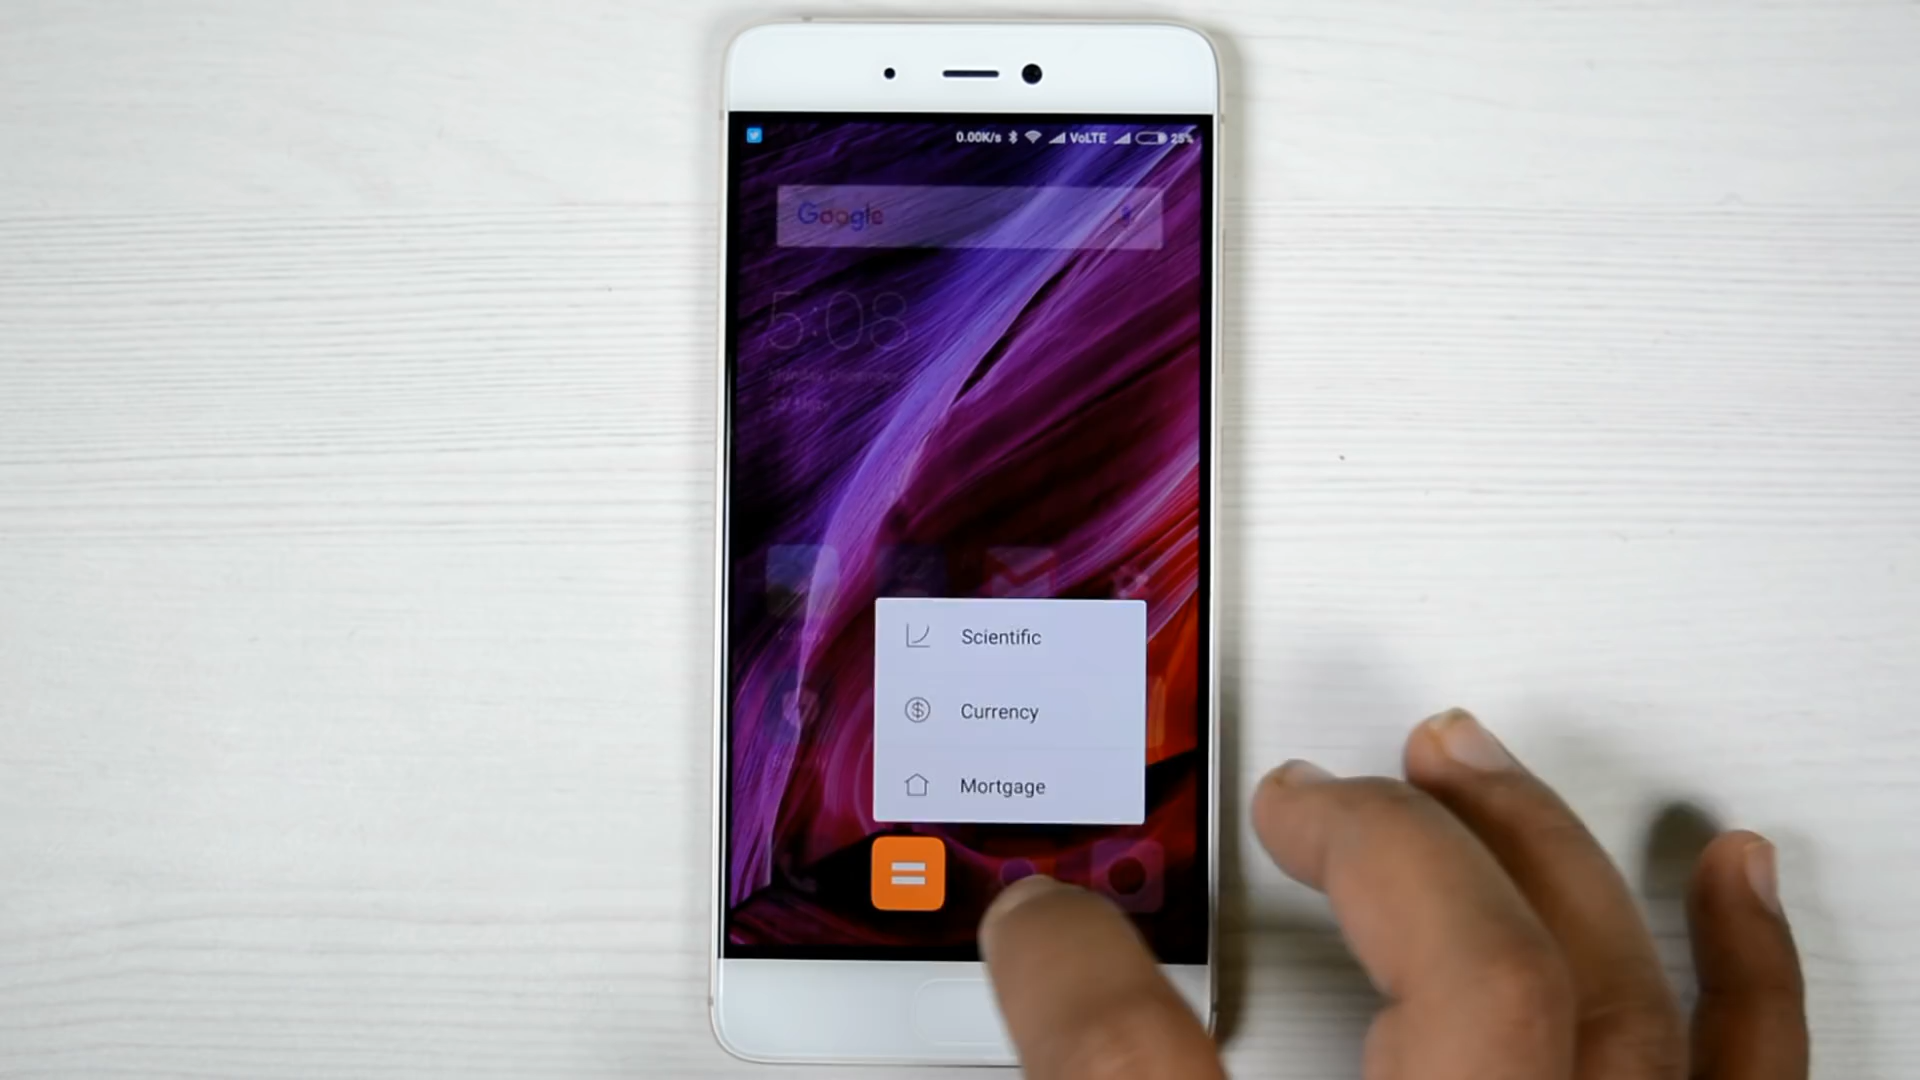 0.00K/s VoLTE 25%
Google
5:08
Scientific
Currency
Mortgage